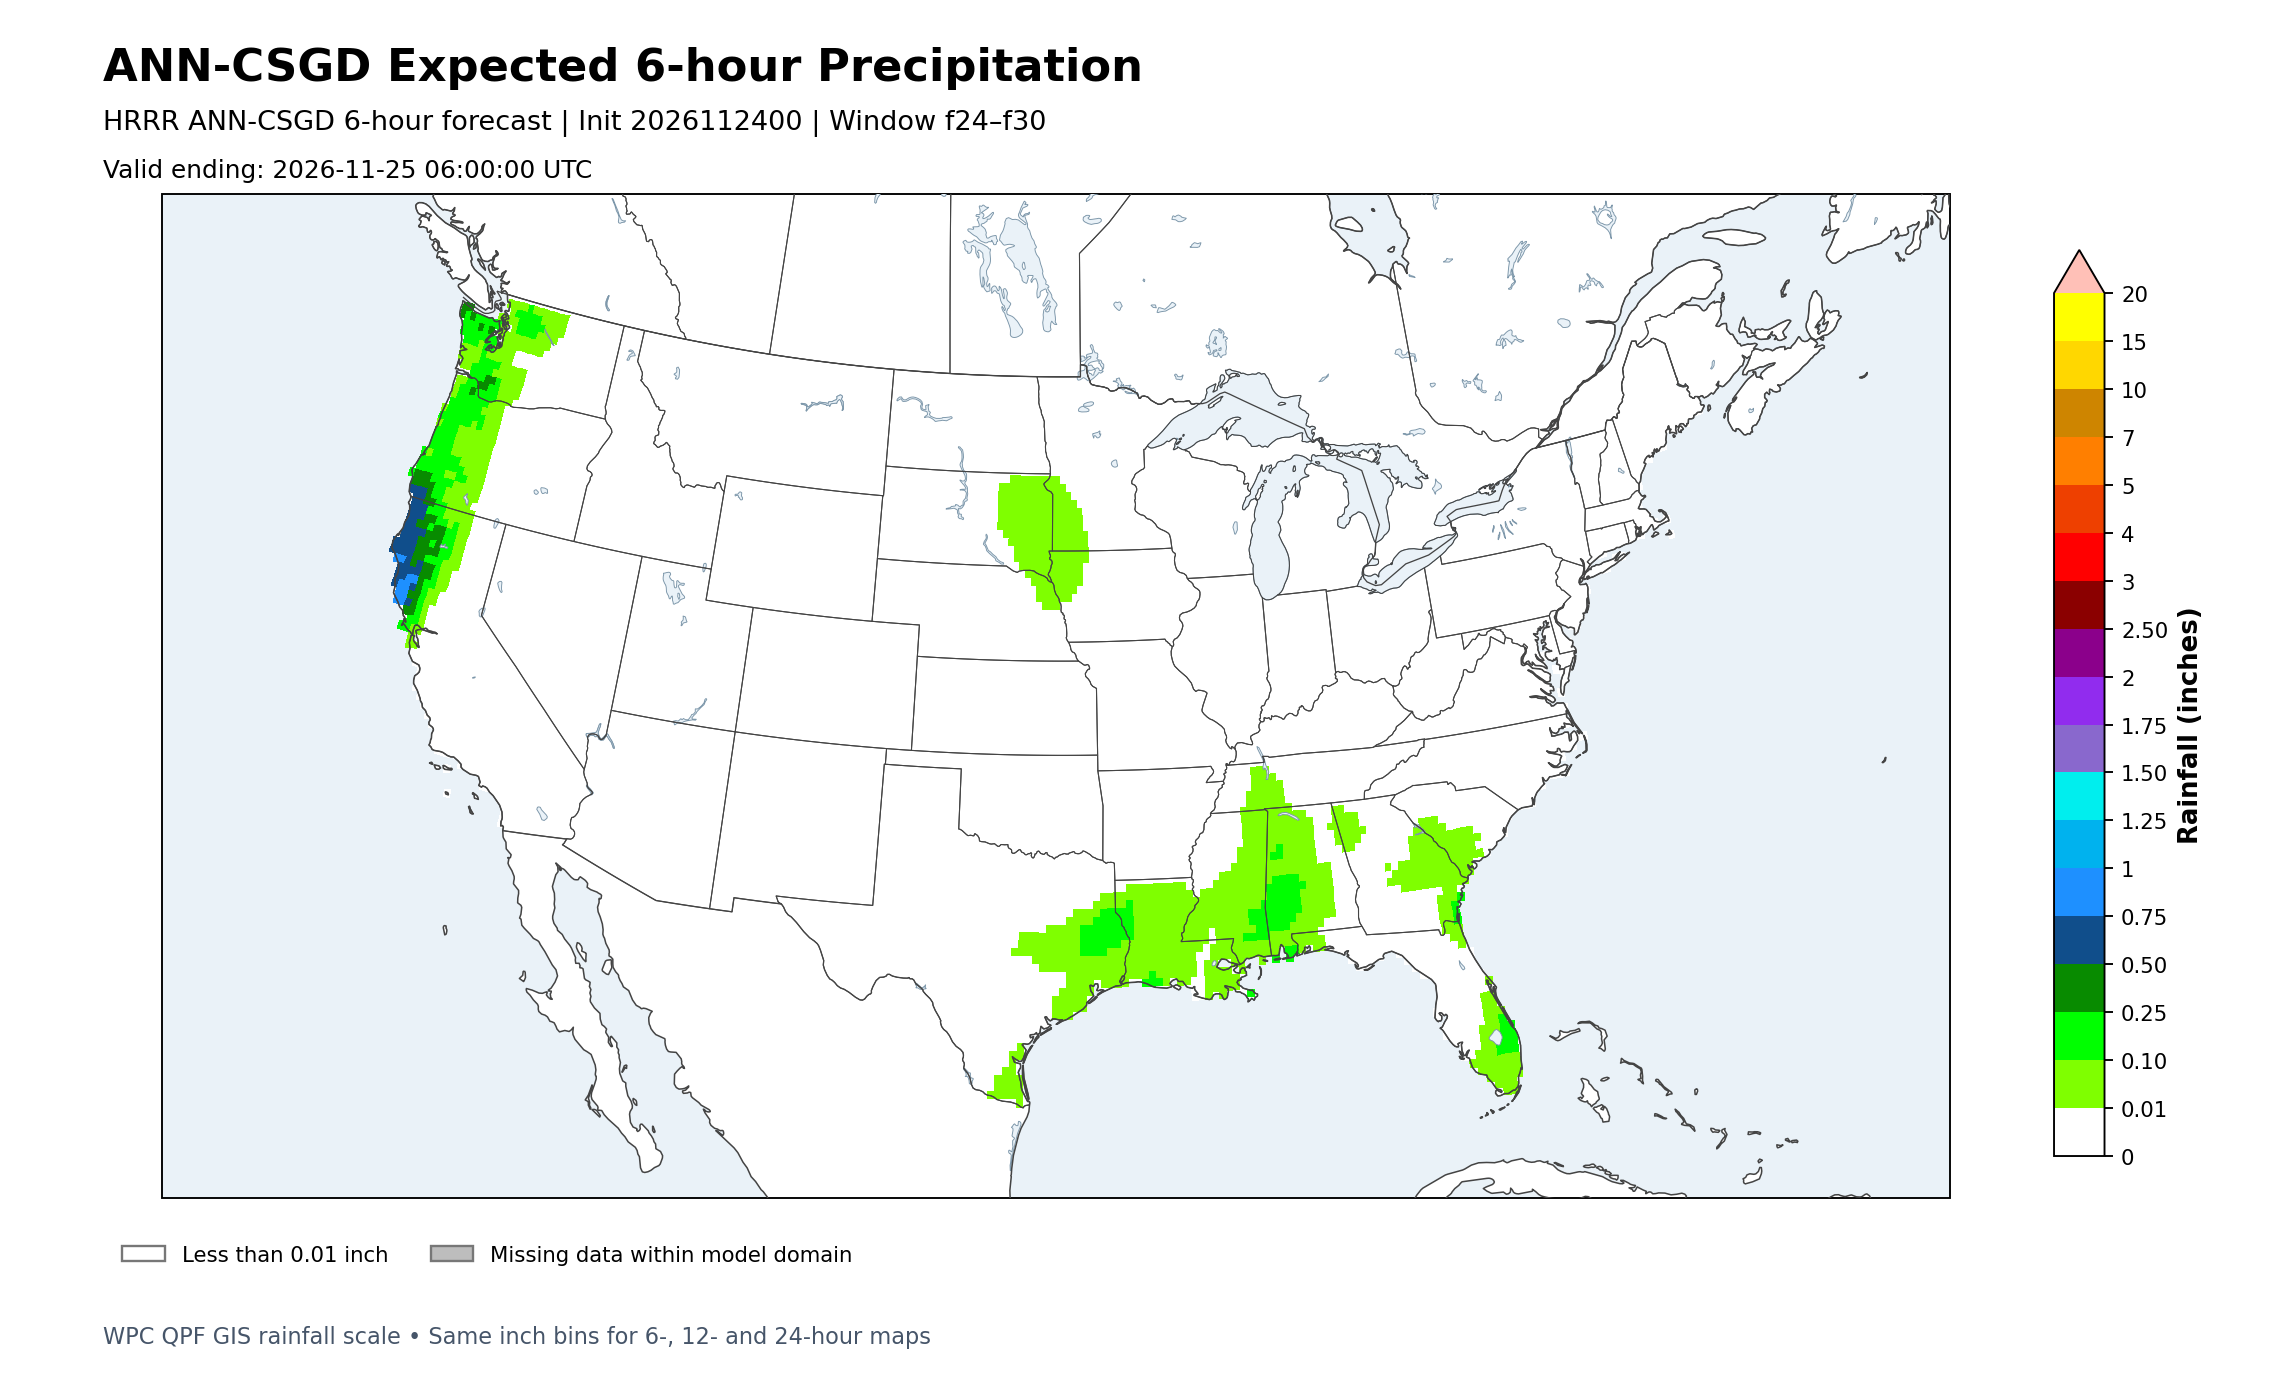 ANN-CSGD Expected 6-hour Precipitation
HRRR ANN-CSGD 6-hour forecast | Init 2026112400 | Window f24–f30
Valid ending: 2026-11-25 06:00:00 UTC
20
15
10
7
5
4
3
2.50
2
1.75
1.50
1.25
1
0.75
0.50
0.25
0.10
0.01
0
Rainfall (inches)
Less than 0.01 inch
Missing data within model domain
WPC QPF GIS rainfall scale • Same inch bins for 6-, 12- and 24-hour maps